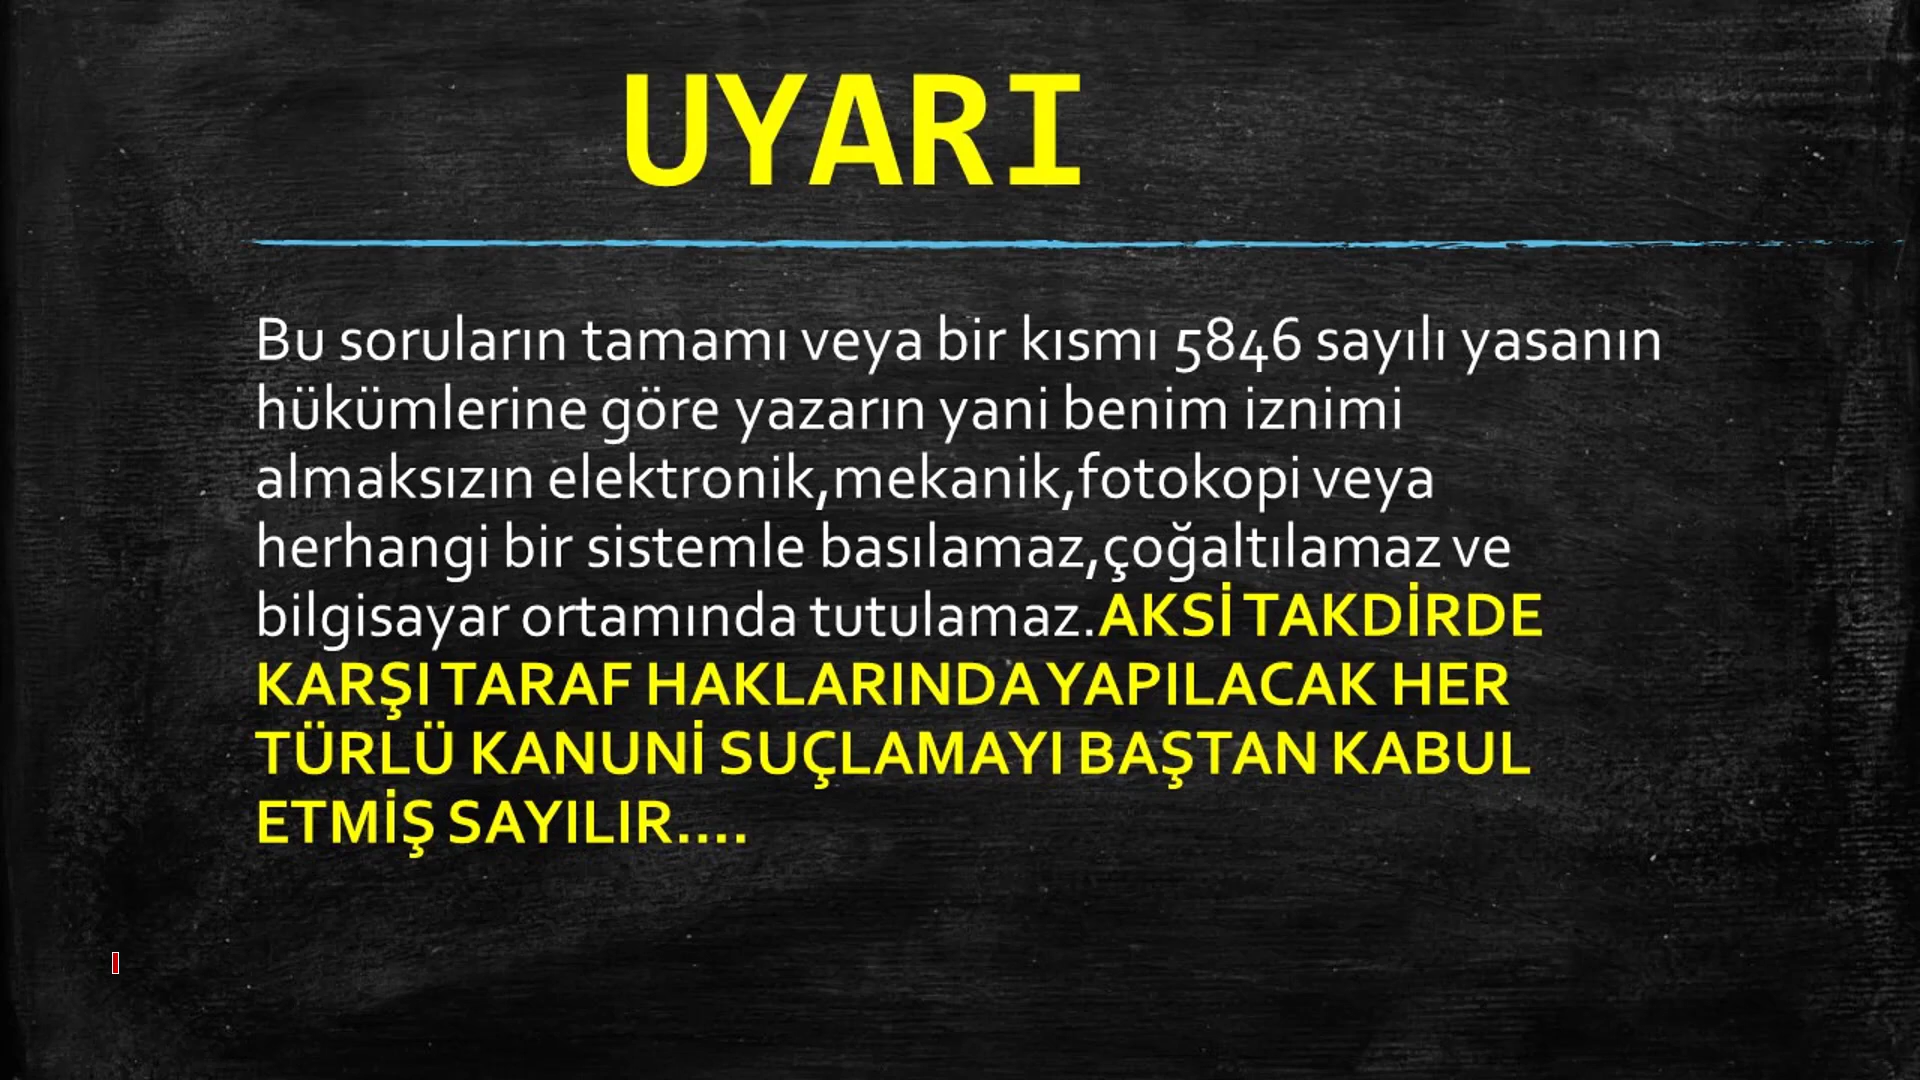 UYARI
Bu soruların tamamı veya bir kısmı 5846 sayılı yasanın
hükümlerine göre yazarın yani benim iznimi
almaksızın elektronik,mekanik,fotokopi veya
herhangi bir sistemle basılamaz,çoğaltılamaz ve
bilgisayar ortamında tutulamaz.AKSİ TAKDİRDE
KARŞI TARAF HAKLARINDA YAPILACAK HER
TÜRLÜ KANUNİ SUÇLAMAYI BAŞTAN KABUL
ETMİŞ SAYILIR....